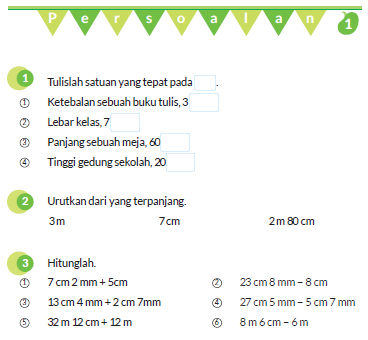 Persoalan 1
1 Tulislah satuan yang tepat pada .
① Ketebalan sebuah buku tulis, 3
② Lebar kelas, 7
③ Panjang sebuah meja, 60
④ Tinggi gedung sekolah, 20
2 Urutkan dari yang terpanjang.
3 m 7 cm 2 m 80 cm
3 Hitunglah.
① 7 cm 2 mm + 5cm ② 23 cm 8 mm – 8 cm
③ 13 cm 4 mm + 2 cm 7mm ④ 27 cm 5 mm – 5 cm 7 mm
⑤ 32 m 12 cm + 12 m ⑥ 8 m 6 cm – 6 m